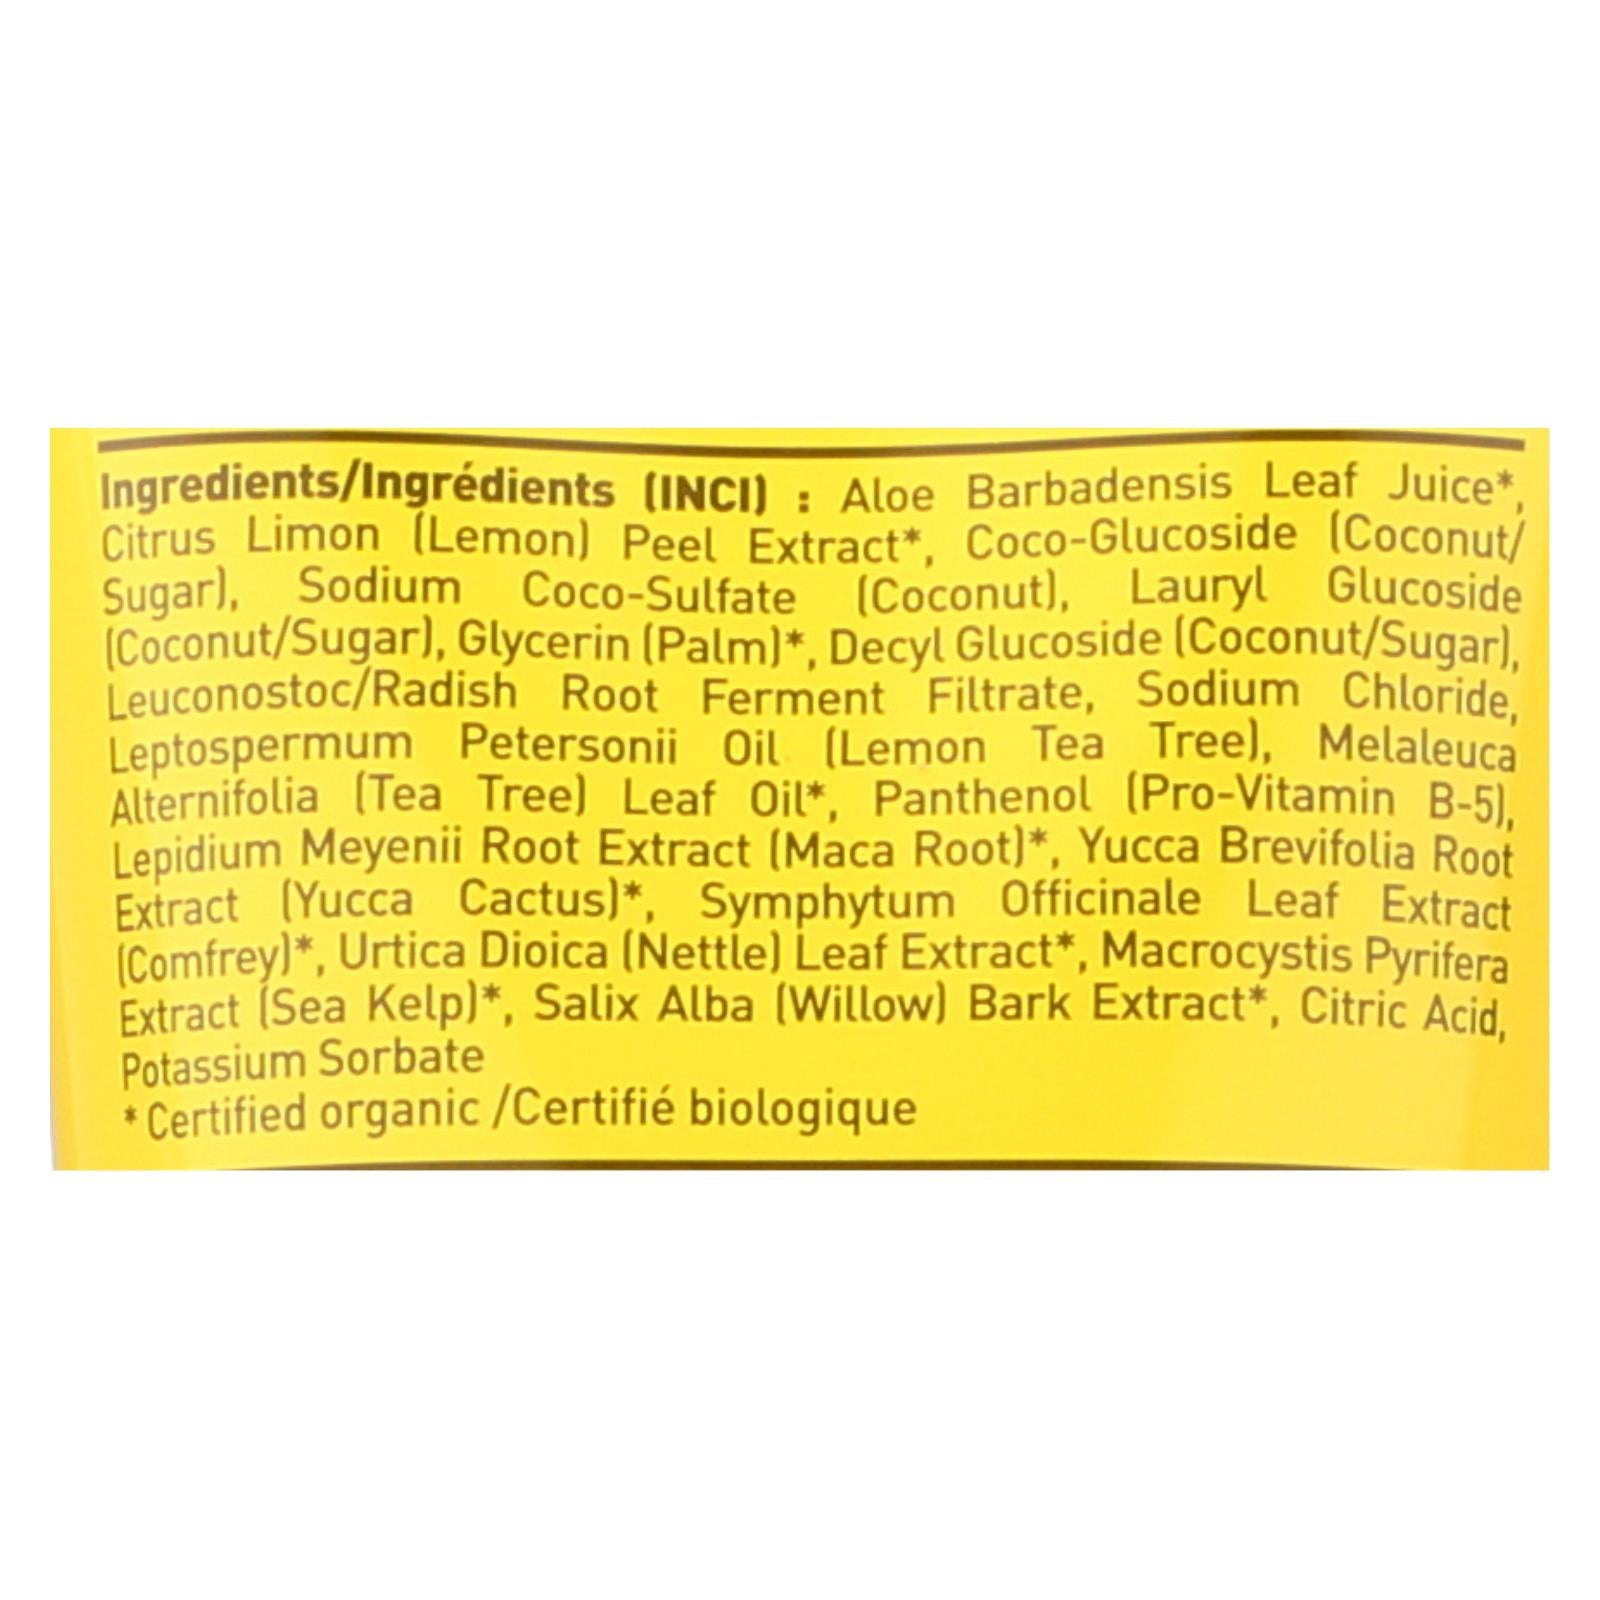 Ingredients/Ingrédients (INCI) : Aloe Barbadensis Leaf Juice*,
Citrus Limon (Lemon) Peel Extract*, Coco-Glucoside (Coconut/
Sugar), Sodium Coco-Sulfate (Coconut), Lauryl Glucoside
(Coconut/Sugar), Glycerin (Palm)*, Decyl Glucoside (Coconut/Sugar),
Leuconostoc/Radish Root Ferment Filtrate, Sodium Chloride,
Leptospermum Petersonii Oil (Lemon Tea Tree), Melaleuca
Alternifolia (Tea Tree) Leaf Oil*, Panthenol (Pro-Vitamin B-5),
Lepidium Meyenii Root Extract (Maca Root)*, Yucca Brevifolia Root
Extract (Yucca Cactus)*, Symphytum Officinale Leaf Extract
(Comfrey)*, Urtica Dioica (Nettle) Leaf Extract*, Macrocystis Pyrifera
Extract (Sea Kelp)*, Salix Alba (Willow) Bark Extract*, Citric Acid,
Potassium Sorbate
* Certified organic /Certifié biologique